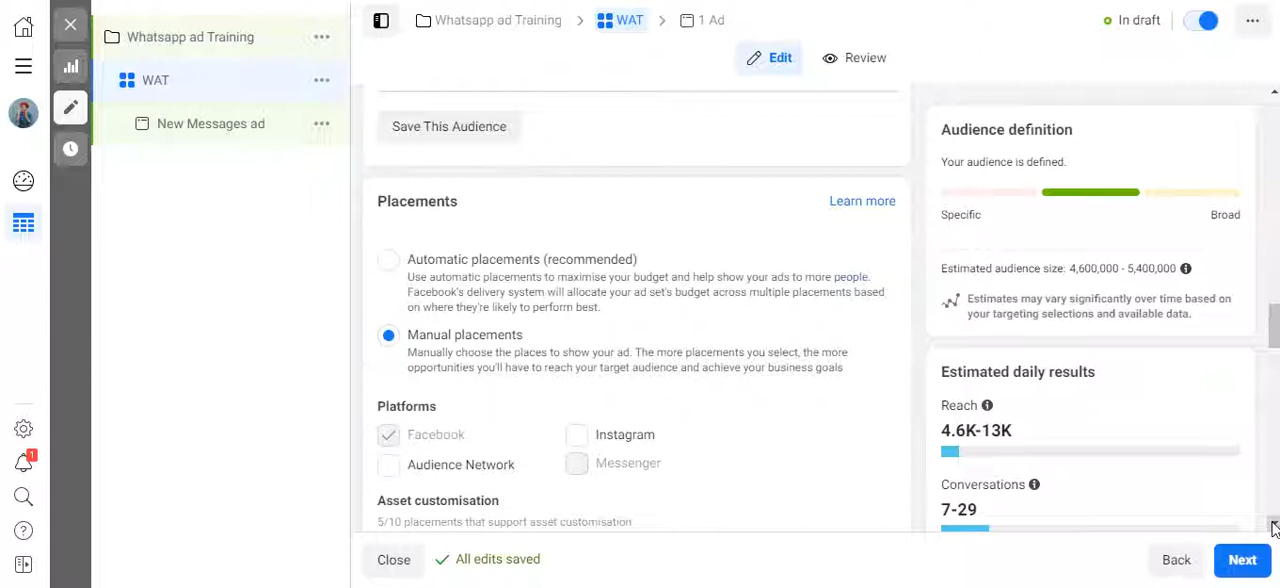 Whatsapp ad Training
WAT
New Messages ad
Whatsapp ad Training
WAT
1 Ad
In draft
Edit
Review
Save This Audience
Placements
Learn more
Automatic placements (recommended)
Use automatic placements to maximise your budget and help show your ads to more people.
Facebook's delivery system will allocate your ad set's budget across multiple placements based
on where they're likely to perform best.
Manual placements
Manually choose the places to show your ad. The more placements you select, the more
opportunities you'll have to reach your target audience and achieve your business goals
Platforms
Facebook
Instagram
Audience Network
Messenger
Asset customisation
5/10 placements that support asset customisation
Audience definition
Your audience is defined.
Specific
Broad
Estimated audience size: 4,600,000 - 5,400,000
Estimates may vary significantly over time based on
your targeting selections and available data.
Estimated daily results
Reach
4.6K-13K
Conversations
7-29
1
Close
All edits saved
Back
Next